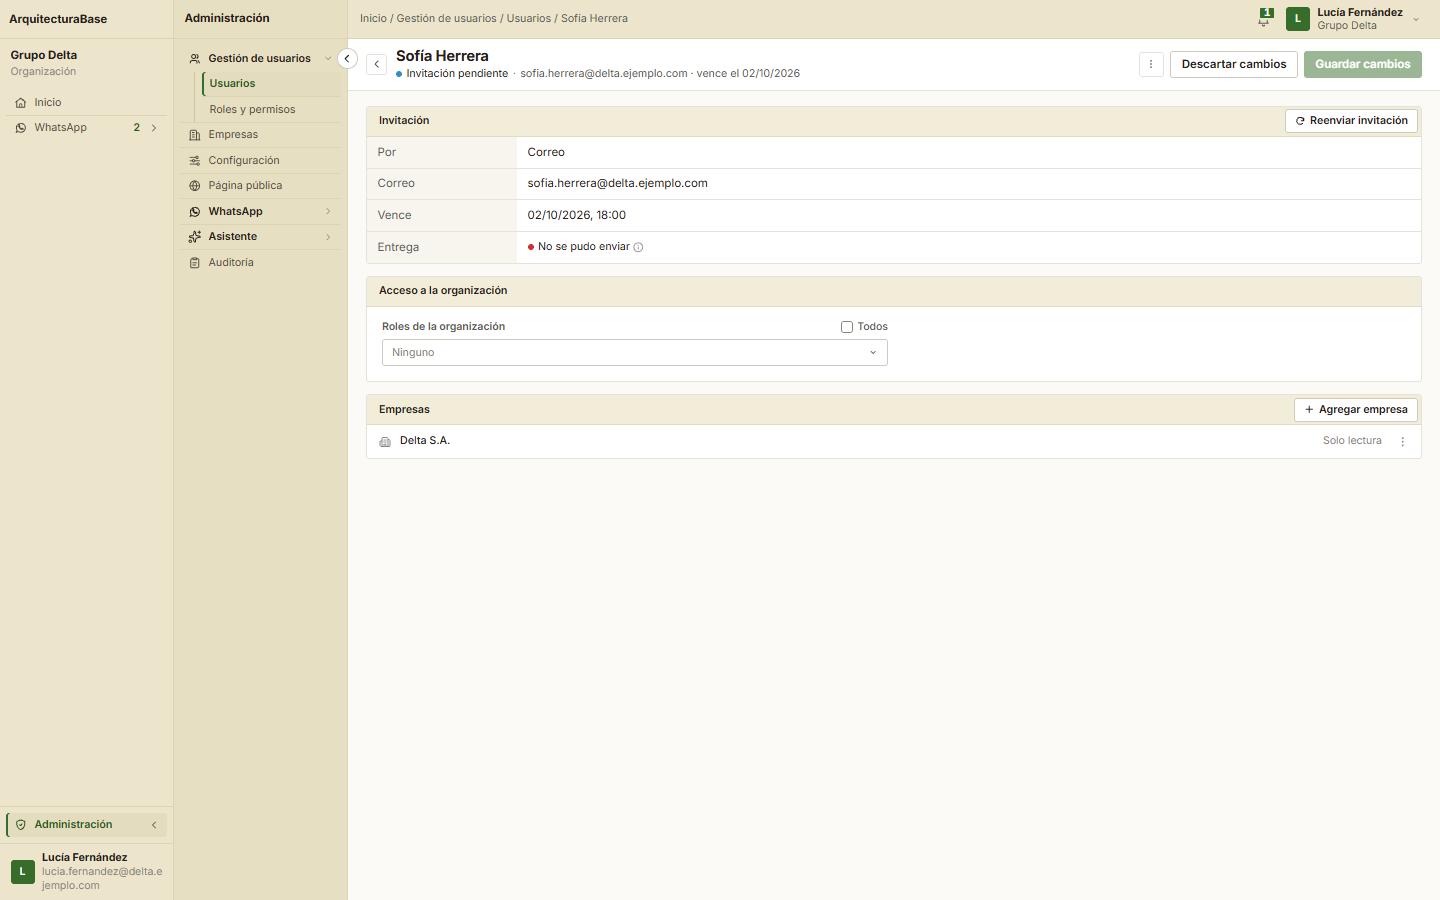 ArquitecturaBase
Grupo Delta
Organización
Inicio
WhatsApp 2
Administración
Lucía Fernández
L
lucia.fernandez@delta.e
jemplo.com
Administración
Gestión de usuarios
Usuarios
Roles y permisos
Empresas
Configuración
Página pública
WhatsApp
Asistente
Auditoría
Inicio / Gestión de usuarios / Usuarios / Sofía Herrera
1
L
Lucía Fernández
Grupo Delta
Sofía Herrera
Invitación pendiente · sofia.herrera@delta.ejemplo.com · vence el 02/10/2026
Descartar cambios
Guardar cambios
Invitación
Reenviar invitación
Por Correo
Correo sofia.herrera@delta.ejemplo.com
Vence 02/10/2026, 18:00
Entrega No se pudo enviar
Acceso a la organización
Roles de la organización
Todos
Ninguno
Empresas
Agregar empresa
Delta S.A.
Solo lectura